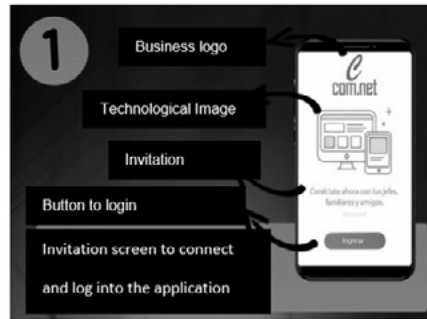 1
Business logo
C
com.net
Technological Image
Invitation
Conéctate ahora con tus jefes,
familiares y amigos.
Button to login
Ingresa
Invitation screen to connect
and log into the application